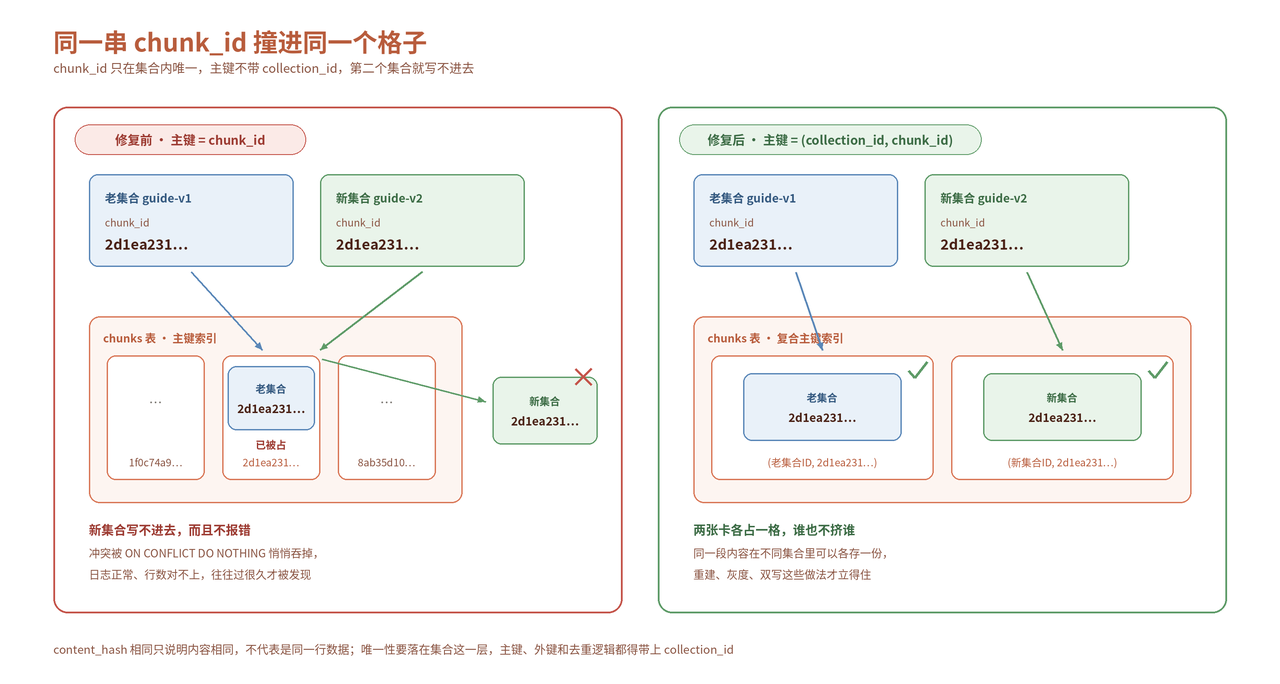 同一串 chunk_id 撞进同一个格子
chunk_id 只在集合内唯一，主键不带 collection_id，第二个集合就写不进去
修复前 · 主键 = chunk_id
老集合 guide-v1
chunk_id
2d1ea231…
新集合 guide-v2
chunk_id
2d1ea231…
chunks 表 · 主键索引
…
1f0c74a9…
老集合
2d1ea231…
已被占
2d1ea231…
…
8ab35d10…
新集合
2d1ea231…
新集合写不进去，而且不报错
冲突被 ON CONFLICT DO NOTHING 悄悄吞掉，
日志正常、行数对不上，往往过很久才被发现
修复后 · 主键 = (collection_id, chunk_id)
老集合 guide-v1
chunk_id
2d1ea231…
新集合 guide-v2
chunk_id
2d1ea231…
chunks 表 · 复合主键索引
老集合
2d1ea231…
(老集合ID, 2d1ea231…)
新集合
2d1ea231…
(新集合ID, 2d1ea231…)
两张卡各占一格，谁也不挤谁
同一段内容在不同集合里可以各存一份，
重建、灰度、双写这些做法才立得住
content_hash 相同只说明内容相同，不代表是同一行数据；唯一性要落在集合这一层，主键、外键和去重逻辑都得带上 collection_id